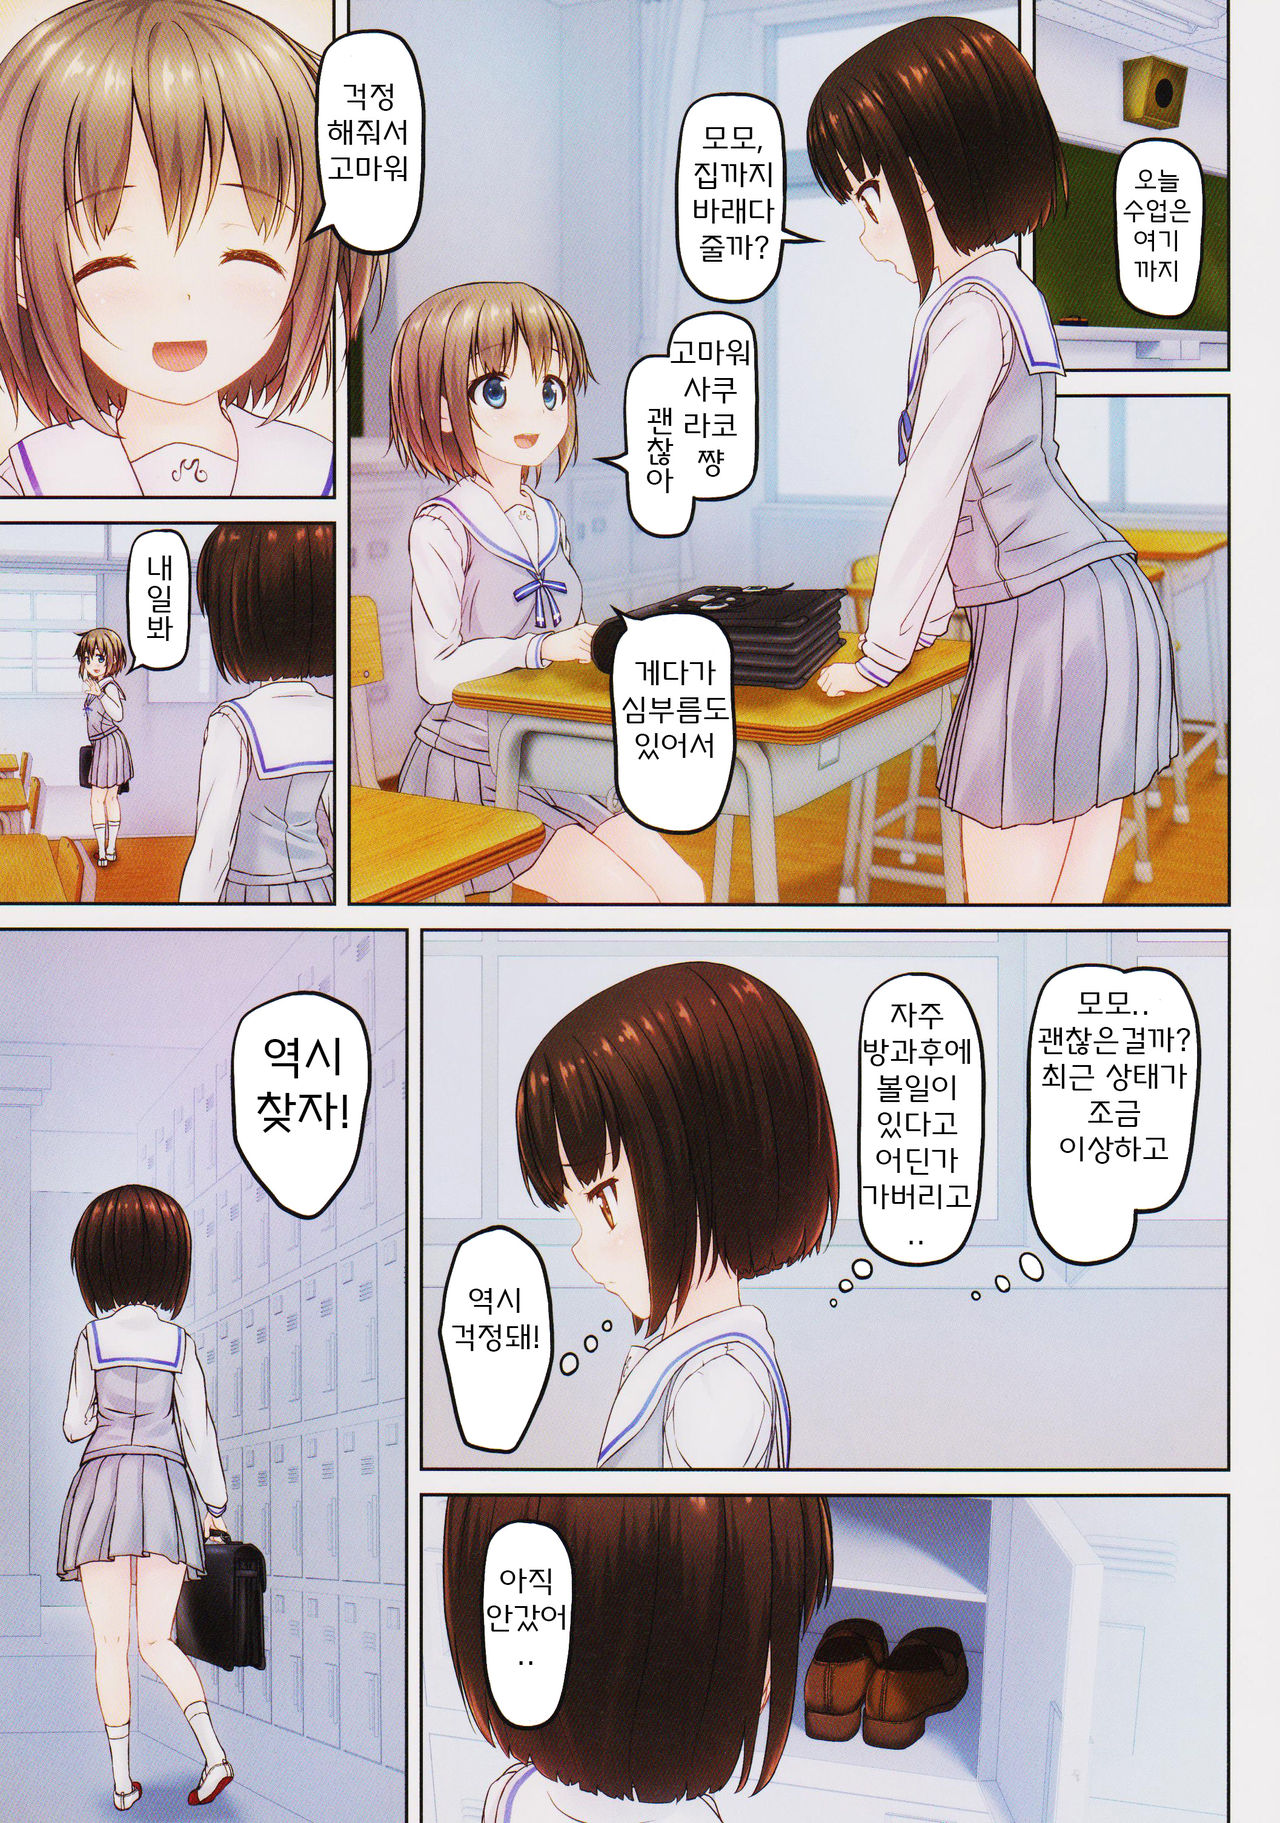 오늘
수업은
여기
까지
모모,
집까지
바래다
줄까?
고마워
사쿠
라코
쨩
괜찮아
게다가
심부름도
있어서
걱정
해줘서
고마워
내일봐
모모..
괜찮은걸까?
최근 상태가
조금
이상하고
자주
방과후에
볼일이
있다고
어딘가
가버리고
..
역시
걱정돼!
아직
안갔어
..
역시
찾자!